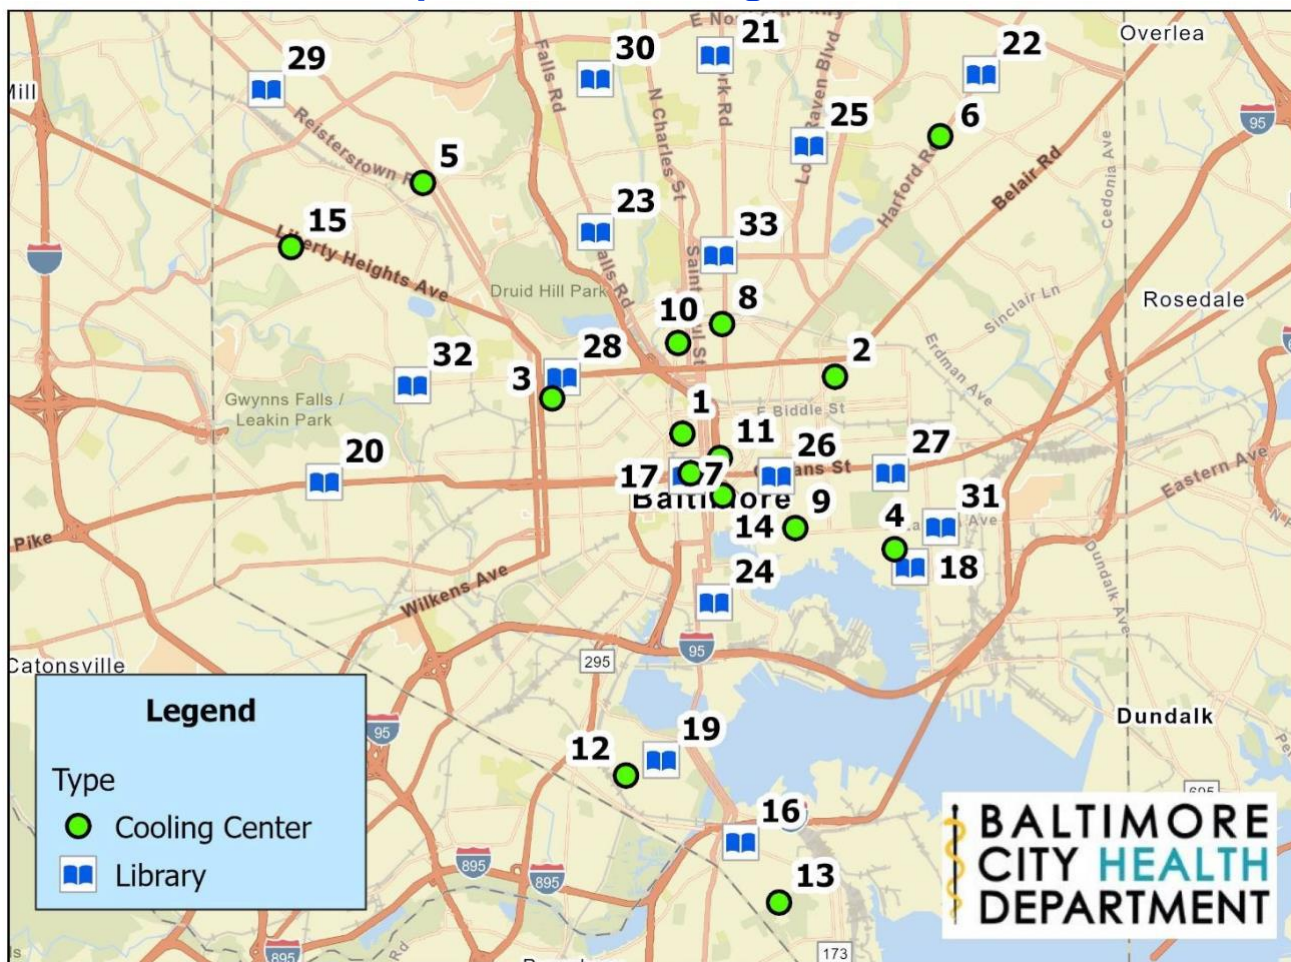 Overlea
29
30
21
22
Mill
Falls Rd
N Charles St
York Rd
Raven Blvd
25
6
95
Reisterstown
5
Harford R
Belair Rd
Cedonia Ave
15
23
33
Liberty Heights Ave
Falls Rd
Saint
Druid Hill Park
10
8
Sinclair Ln
Rosedale
32
28
3
2
Erdman Ave
Gwynns Falls /
Leakin Park
1
E Biddle St
11
26
27
20
17
7
Baltimore
Eastern Ave
14
9
4
31
Pike
18
24
Wilkens Ave
Dundalk Ave
95
295
Catonsville
Legend
Type
Cooling Center
Library
95
12
19
Dundalk
16
695
13
895
895
895
Rd
173
BALTIMORE
CITY HEALTH
DEPARTMENT